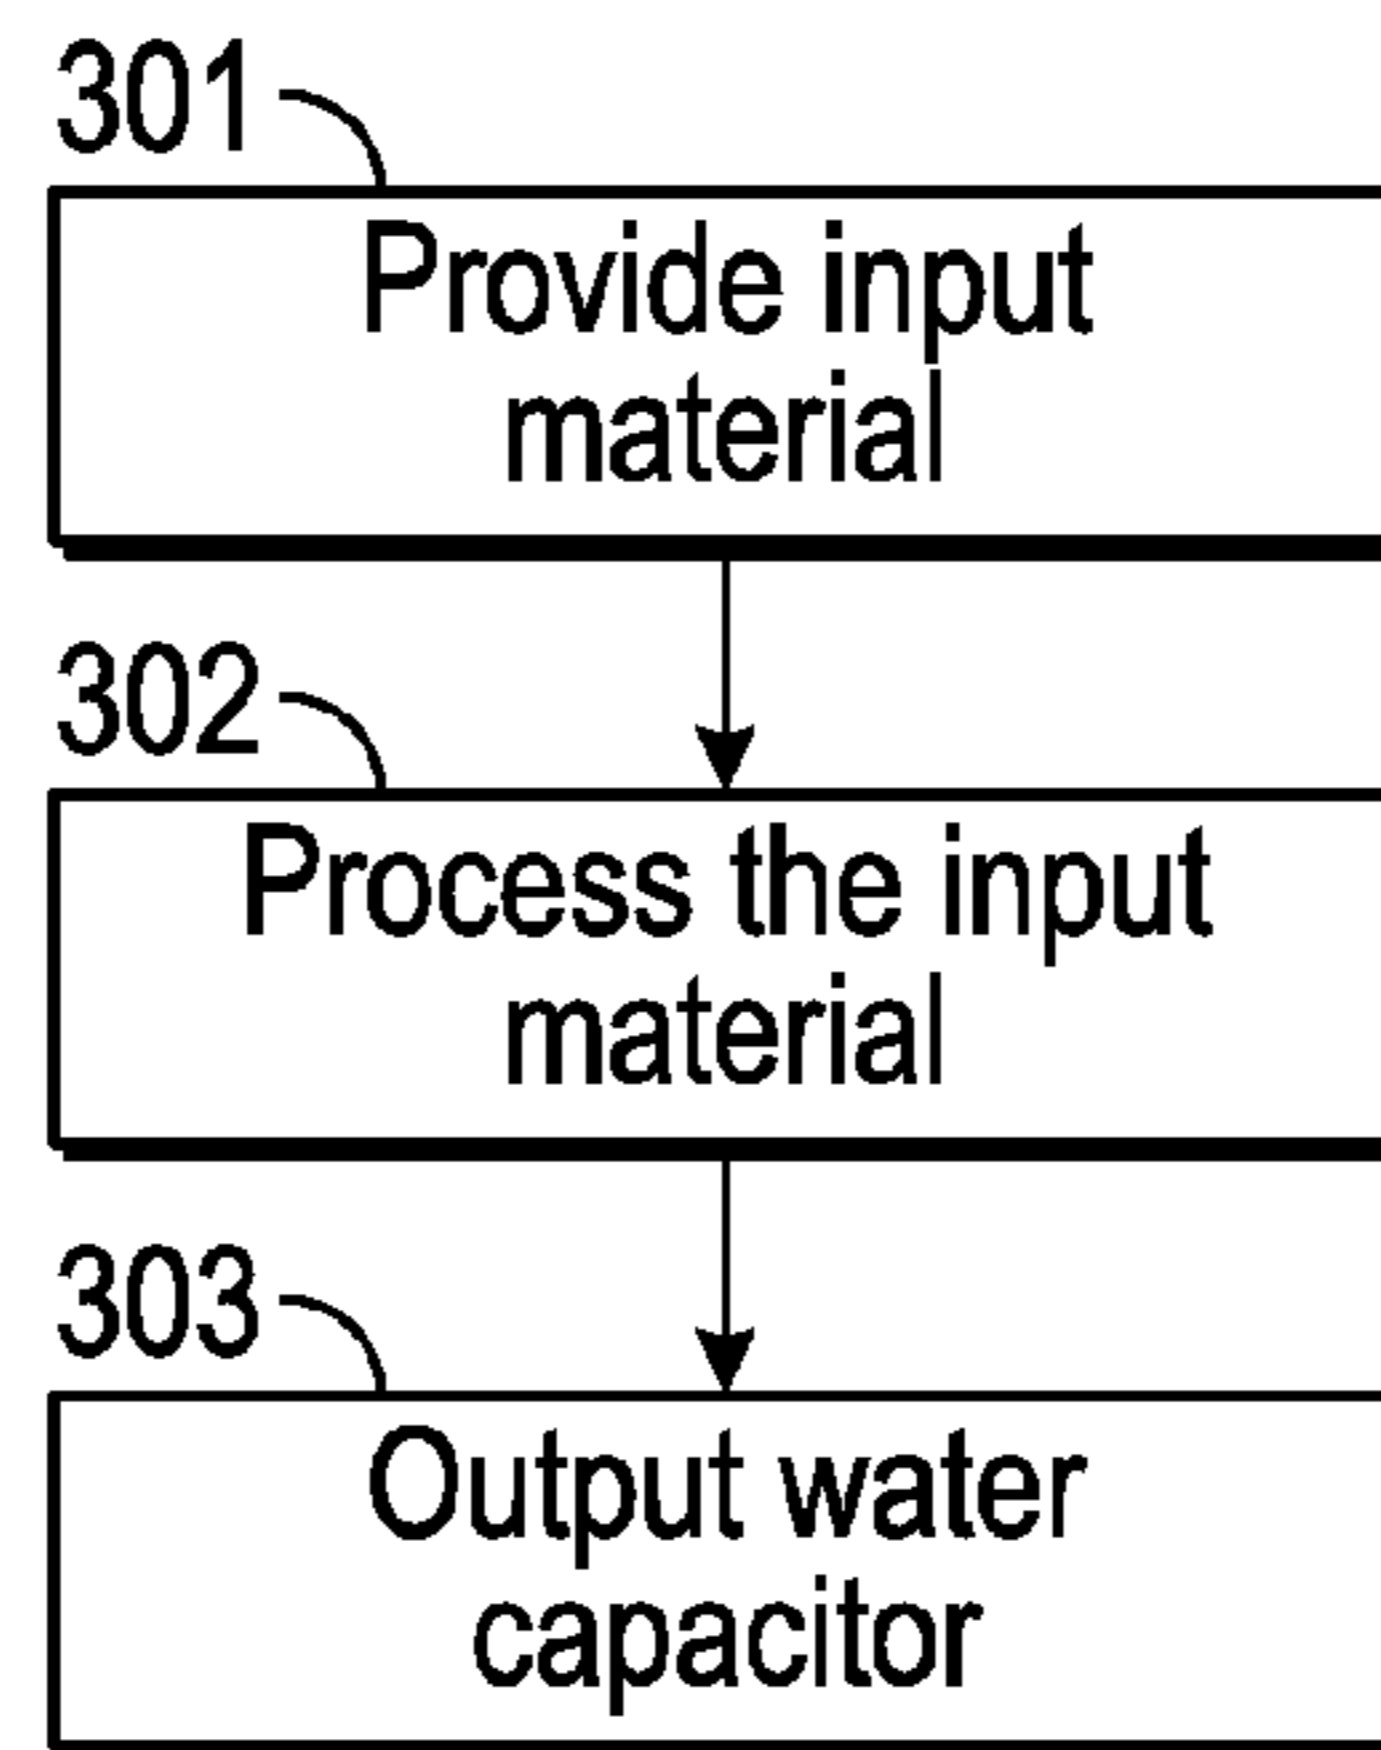 301
Provide input
material
302
Process the input
material
303
Output water
capacitor